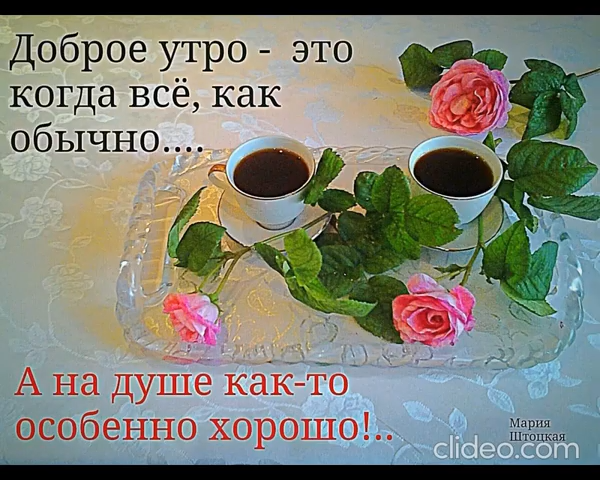 Доброе утро - это
когда всё, как
обычно....
А на душе как-то
особенно хорошо!..
Мария
Штоцкая
clideo.com